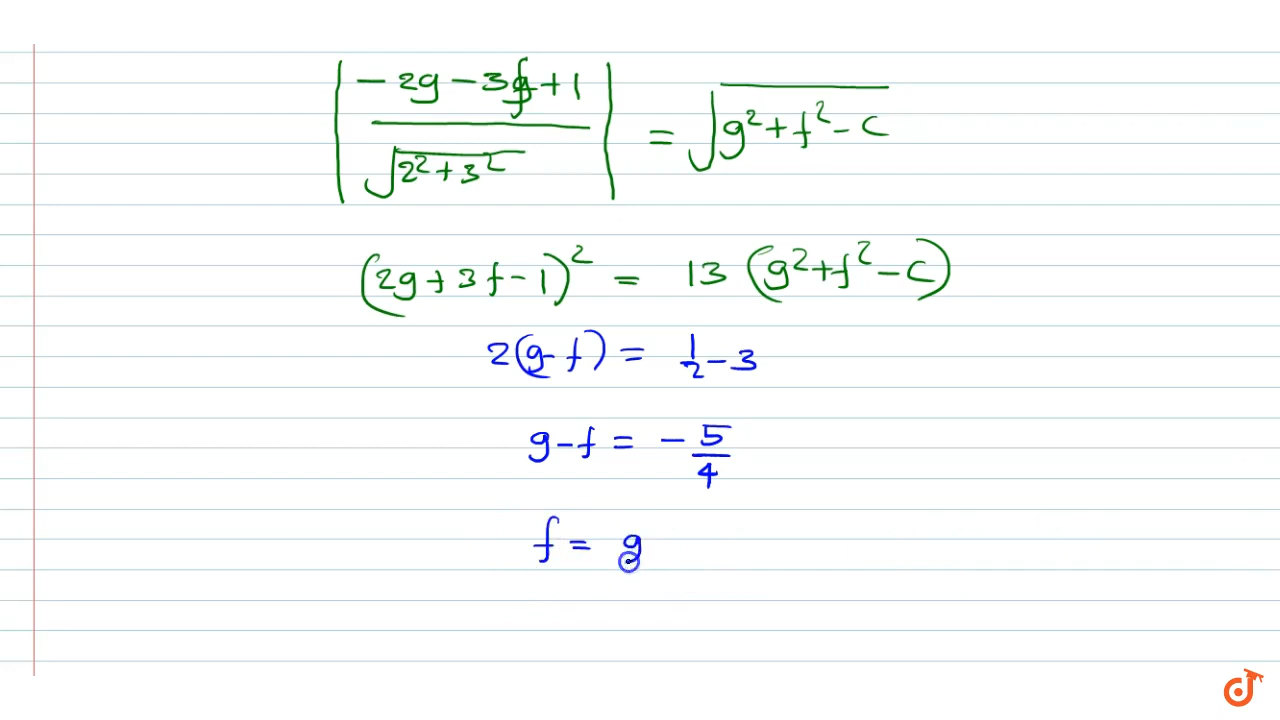 | (-2g - 3f + 1) / √(2² + 3²) | = √(g² + f² - c)
(2g + 3f - 1)² = 13 (g² + f² - c)
2(g - f) = 1/2 - 3
g - f = - 5/4
f = g